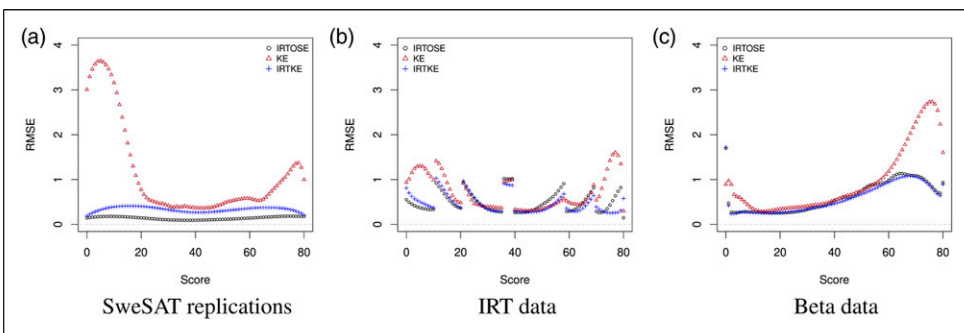 (a)
4
3
2
1
0
RMSE
IRTOSE
KE
IRTKE
0 20 40 60 80
Score
SweSAT replications
(b)
4
3
2
1
0
RMSE
IRTOSE
KE
IRTKE
0 20 40 60 80
Score
IRT data
(c)
4
3
2
1
0
RMSE
IRTOSE
KE
IRTKE
0 20 40 60 80
Score
Beta data